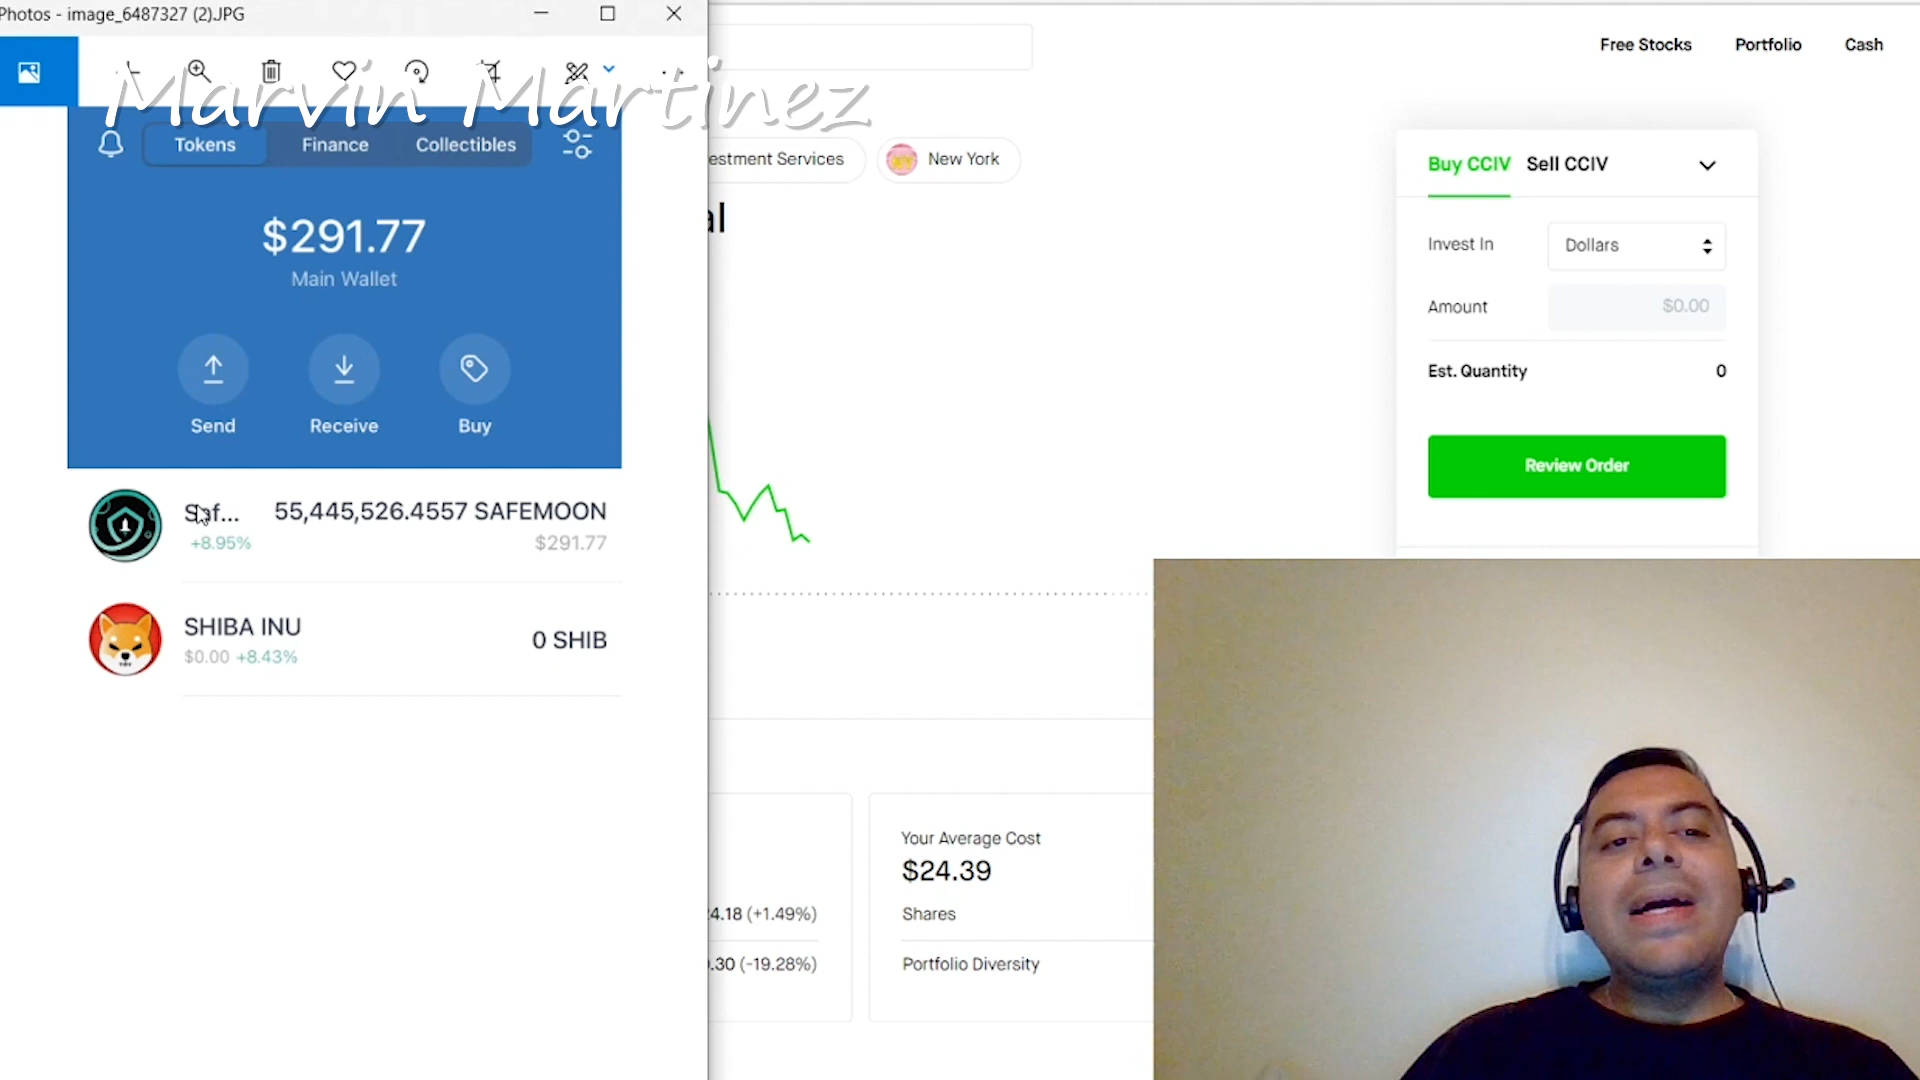 Photos - image_6487327 (2).JPG
Marvin Martinez
Tokens
Finance
Collectibles
$291.77
Main Wallet
Send
Receive
Buy
Saf...
55,445,526.4557 SAFEMOON
+8.95%
$291.77
SHIBA INU
0 SHIB
$0.00 +8.43%
Free Stocks
Portfolio
Cash
estment Services
New York
al
Buy CCIV
Sell CCIV
Invest In
Dollars
Amount
$0.00
Est. Quantity
0
Review Order
4.18 (+1.49%)
.30 (-19.28%)
Your Average Cost
$24.39
Shares
Portfolio Diversity